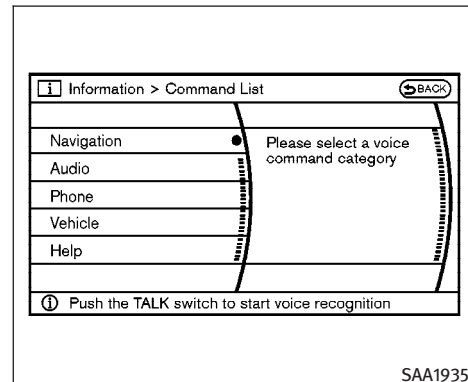 i Information > Command List
BACK
Navigation
Please select a voice
command category
Audio
Phone
Vehicle
Help
i Push the TALK switch to start voice recognition
SAA1935